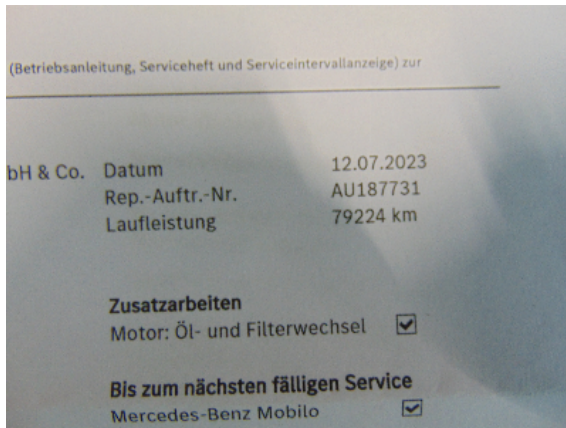 (Betriebsanleitung, Serviceheft und Serviceintervallanzeige) zur
bH & Co. Datum 12.07.2023
Rep.-Auftr.-Nr. AU187731
Laufleistung 79224 km
Zusatzarbeiten
Motor: Öl- und Filterwechsel ☑
Bis zum nächsten fälligen Service
Mercedes-Benz Mobilo ☑